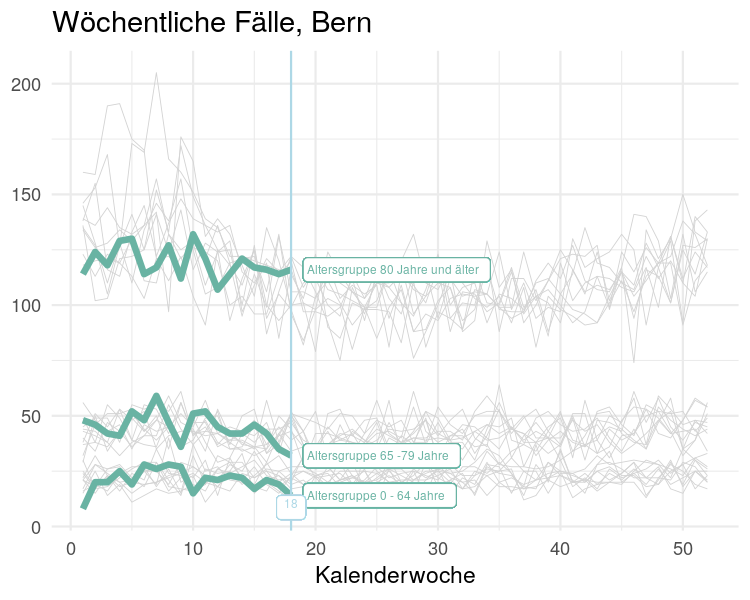 Wöchentliche Fälle, Bern
200
150
Altersgruppe 80 Jahre und älter
100
50
Altersgruppe 65 -79 Jahre
Altersgruppe 0 - 64 Jahre
18
0
0 10 20 30 40 50
Kalenderwoche